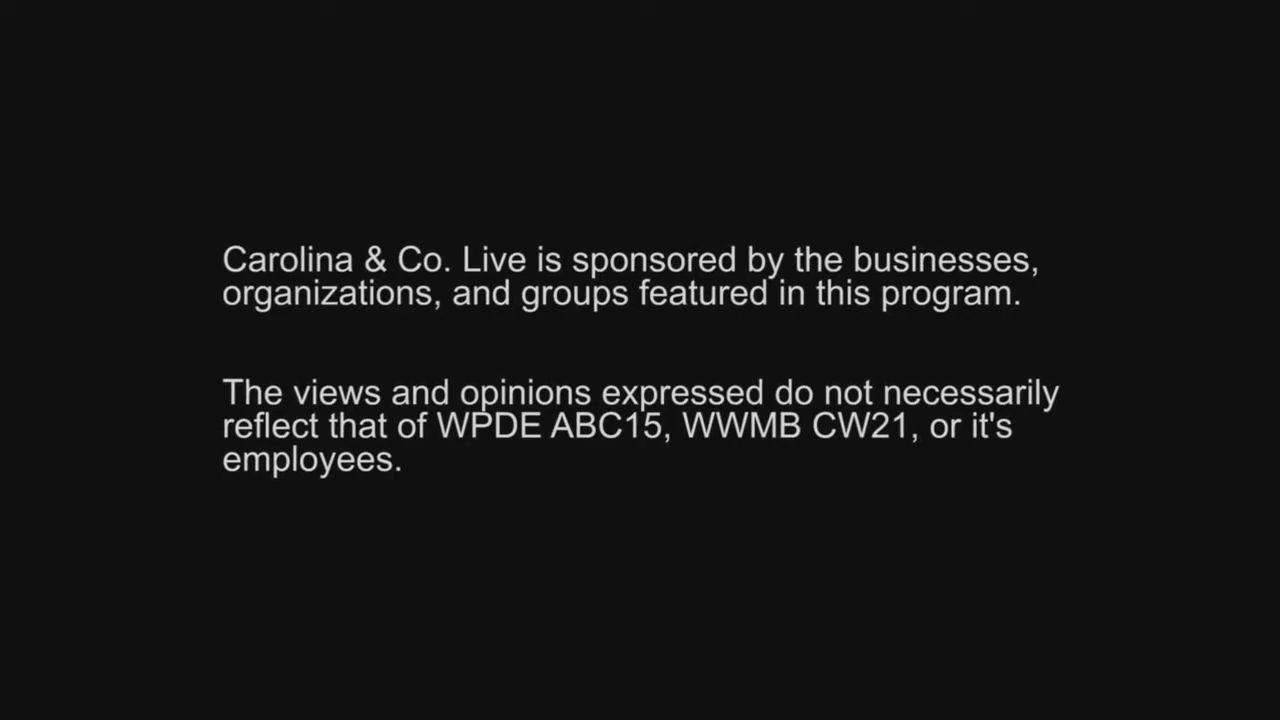 Carolina & Co. Live is sponsored by the businesses,
organizations, and groups featured in this program.
The views and opinions expressed do not necessarily
reflect that of WPDE ABC15, WWMB CW21, or it's
employees.